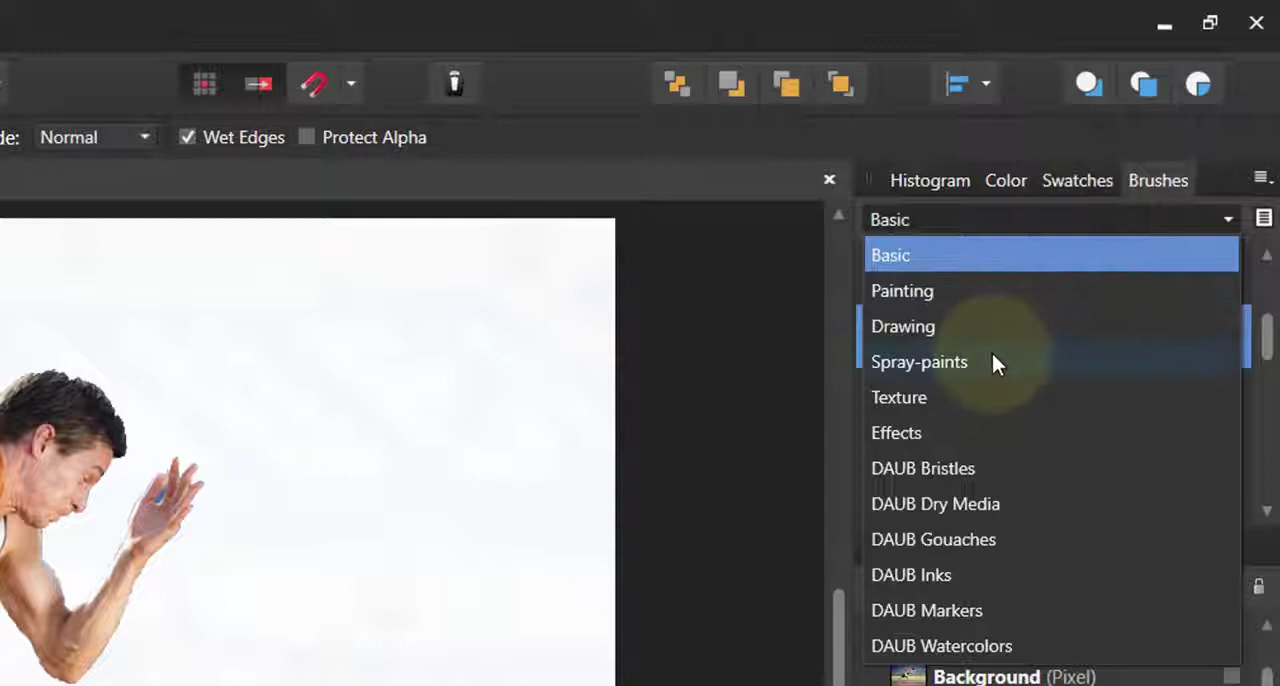 de: Normal Wet Edges Protect Alpha
Histogram Color Swatches Brushes
Basic
Basic
Painting
Drawing
Spray-paints
Texture
Effects
DAUB Bristles
DAUB Dry Media
DAUB Gouaches
DAUB Inks
DAUB Markers
DAUB Watercolors
Background (Pixel)